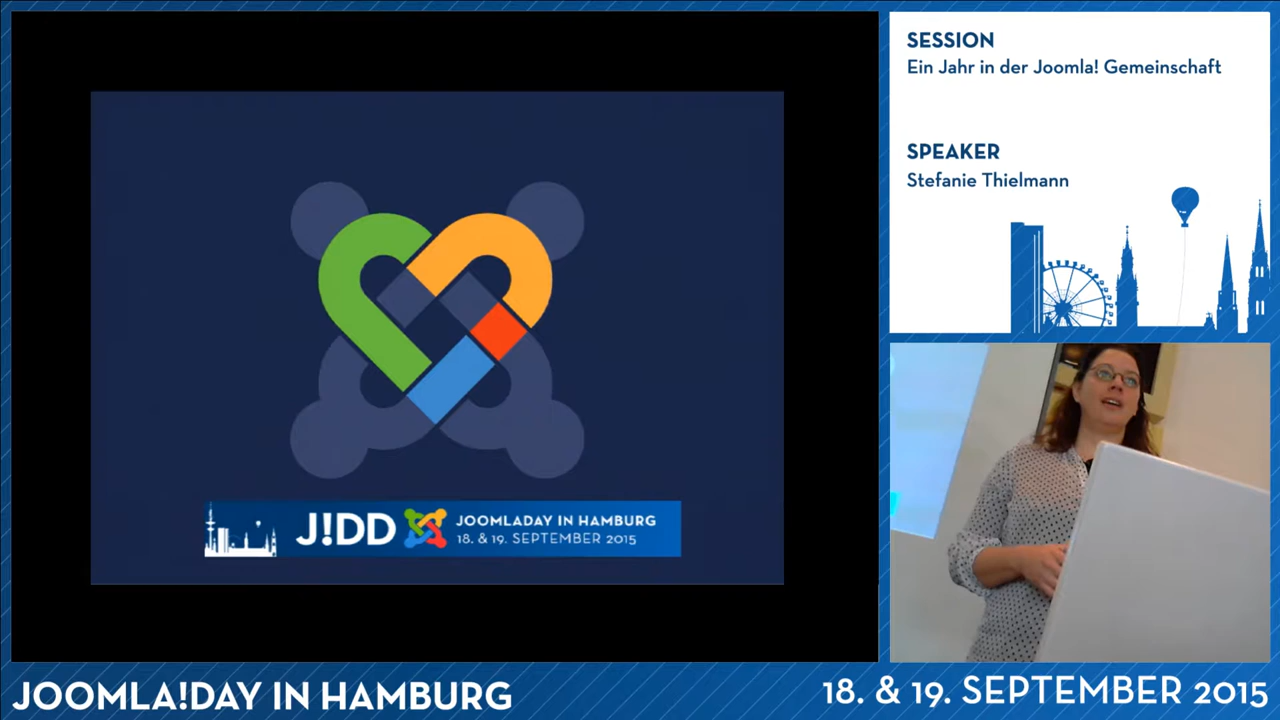 SESSION
Ein Jahr in der Joomla! Gemeinschaft
SPEAKER
Stefanie Thielmann
J!DD
JOOMLADAY IN HAMBURG
18. & 19. SEPTEMBER 2015
JOOMLA!DAY IN HAMBURG
18. & 19. SEPTEMBER 2015